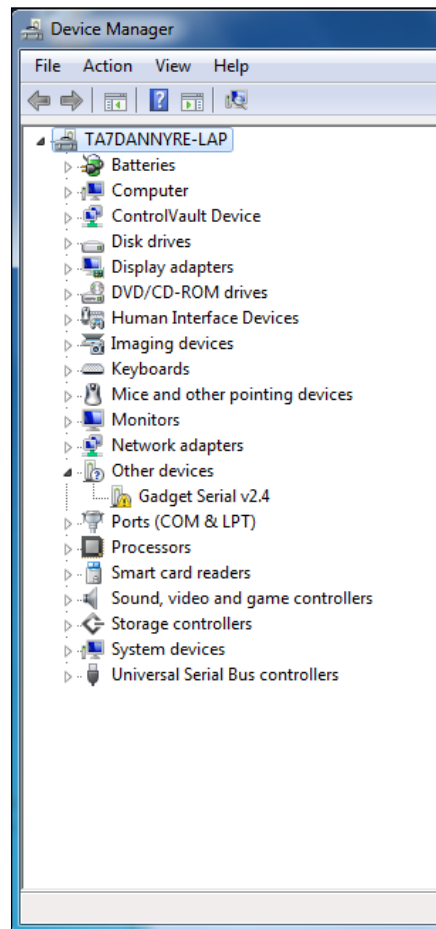 Device Manager
File Action View Help
TA7DANNYRE-LAP
Batteries
Computer
ControlVault Device
Disk drives
Display adapters
DVD/CD-ROM drives
Human Interface Devices
Imaging devices
Keyboards
Mice and other pointing devices
Monitors
Network adapters
Other devices
Gadget Serial v2.4
Ports (COM & LPT)
Processors
Smart card readers
Sound, video and game controllers
Storage controllers
System devices
Universal Serial Bus controllers